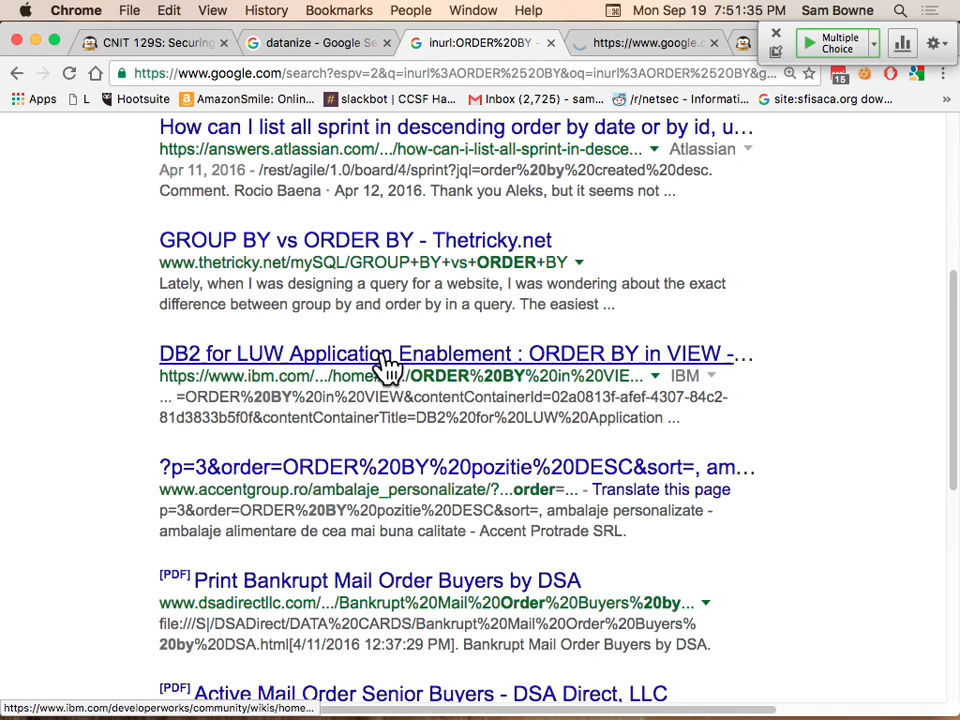 Chrome File Edit View History Bookmarks People Window Help Mon Sep 19 7:51:35 PM Sam Bowne
CNIT 129S: Securing × datanize - Google Se × inurl:ORDER%20BY - × https://www.google.c ×
Multiple Choice
https://www.google.com/search?espv=2&q=inurl%3AORDER%2520BY&oq=inurl%3AORDER%2520BY&g... 15
Apps L Hootsuite AmazonSmile: Onlin... slackbot | CCSF Ha... Inbox (2,725) - sam... /r/netsec - Informati... site:sfisaca.org dow... »
How can I list all sprint in descending order by date or by id, u...
https://answers.atlassian.com/.../how-can-i-list-all-sprint-in-desce... Atlassian
Apr 11, 2016 - /rest/agile/1.0/board/4/sprint?jql=order%20by%20created%20desc.
Comment. Rocio Baena · Apr 12, 2016. Thank you Aleks, but it seems not ...
GROUP BY vs ORDER BY - Thetricky.net
www.thetricky.net/mySQL/GROUP+BY+vs+ORDER+BY
Lately, when I was designing a query for a website, I was wondering about the exact
difference between group by and order by in a query. The easiest ...
DB2 for LUW Application Enablement : ORDER BY in VIEW -...
https://www.ibm.com/.../home/.../ORDER%20BY%20in%20VIE... IBM
... =ORDER%20BY%20in%20VIEW&contentContainerId=02a0813f-afef-4307-84c2-
81d3833b5f0f&contentContainerTitle=DB2%20for%20LUW%20Application ...
?p=3&order=ORDER%20BY%20pozitie%20DESC&sort=, am...
www.accentgroup.ro/ambalaje_personalizate/?...order=... - Translate this page
p=3&order=ORDER%20BY%20pozitie%20DESC&sort=, ambalaje personalizate -
ambalaje alimentare de cea mai buna calitate - Accent Protrade SRL.
[PDF] Print Bankrupt Mail Order Buyers by DSA
www.dsadirectllc.com/.../Bankrupt%20Mail%20Order%20Buyers%20by...
file:///S|/DSADirect/DATA%20CARDS/Bankrupt%20Mail%20Order%20Buyers%
20by%20DSA.html[4/11/2016 12:37:29 PM]. Bankrupt Mail Order Buyers by DSA.
[PDF] Active Mail Order Senior Buyers - DSA Direct, LLC
https://www.ibm.com/developerworks/community/wikis/home...